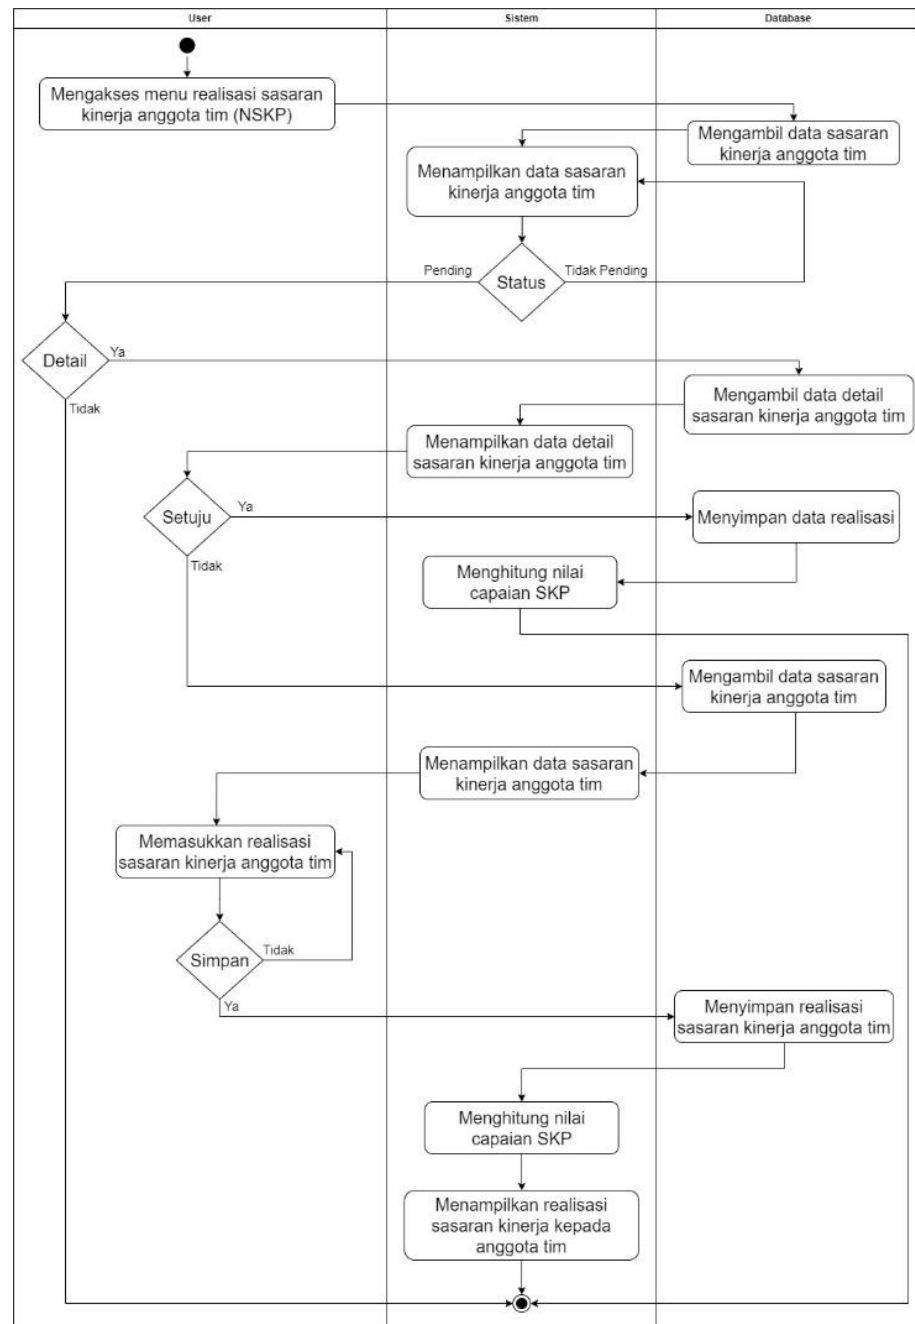 User
Sistem
Database
Mengakses menu realisasi sasaran
kinerja anggota tim (NSKP)
Mengambil data sasaran
kinerja anggota tim
Menampilkan data sasaran
kinerja anggota tim
Pending
Status
Tidak Pending
Detail
Ya
Tidak
Mengambil data detail
sasaran kinerja anggota tim
Menampilkan data detail
sasaran kinerja anggota tim
Setuju
Ya
Tidak
Menyimpan data realisasi
Menghitung nilai
capaian SKP
Mengambil data sasaran
kinerja anggota tim
Menampilkan data sasaran
kinerja anggota tim
Memasukkan realisasi
sasaran kinerja anggota tim
Simpan
Tidak
Ya
Menyimpan realisasi
sasaran kinerja anggota tim
Menghitung nilai
capaian SKP
Menampilkan realisasi
sasaran kinerja kepada
anggota tim